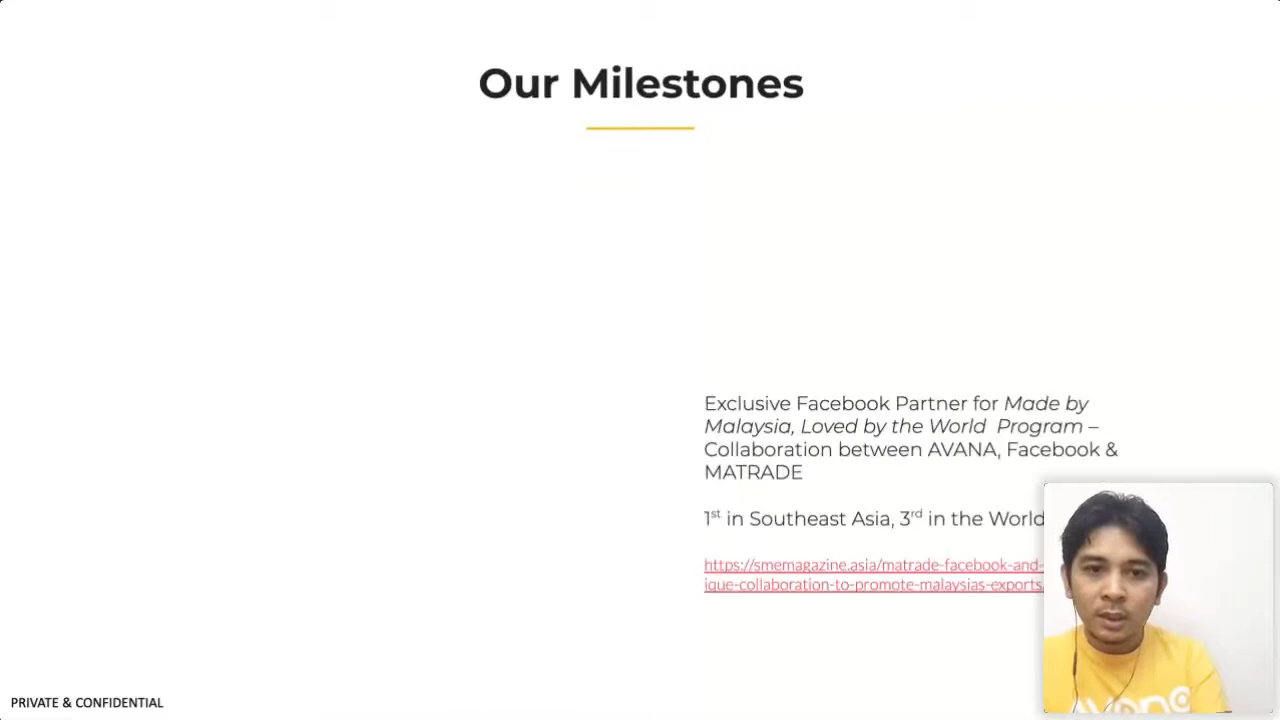 Our Milestones
Exclusive Facebook Partner for Made by
Malaysia, Loved by the World Program –
Collaboration between AVANA, Facebook &
MATRADE
1st in Southeast Asia, 3rd in the World
https://smemagazine.asia/matrade-facebook-and-
ique-collaboration-to-promote-malaysias-exports
PRIVATE & CONFIDENTIAL